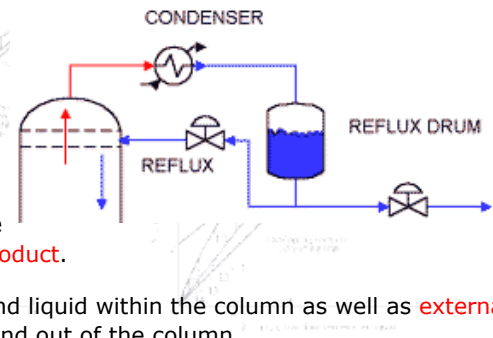 CONDENSER
REFLUX DRUM
REFLUX
oduct.
nd liquid within the column as well as externa
nd out of the column